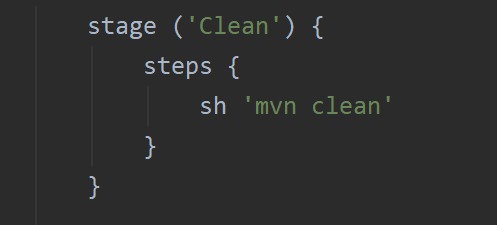 stage ('Clean') {
    steps {
        sh 'mvn clean'
    }
}